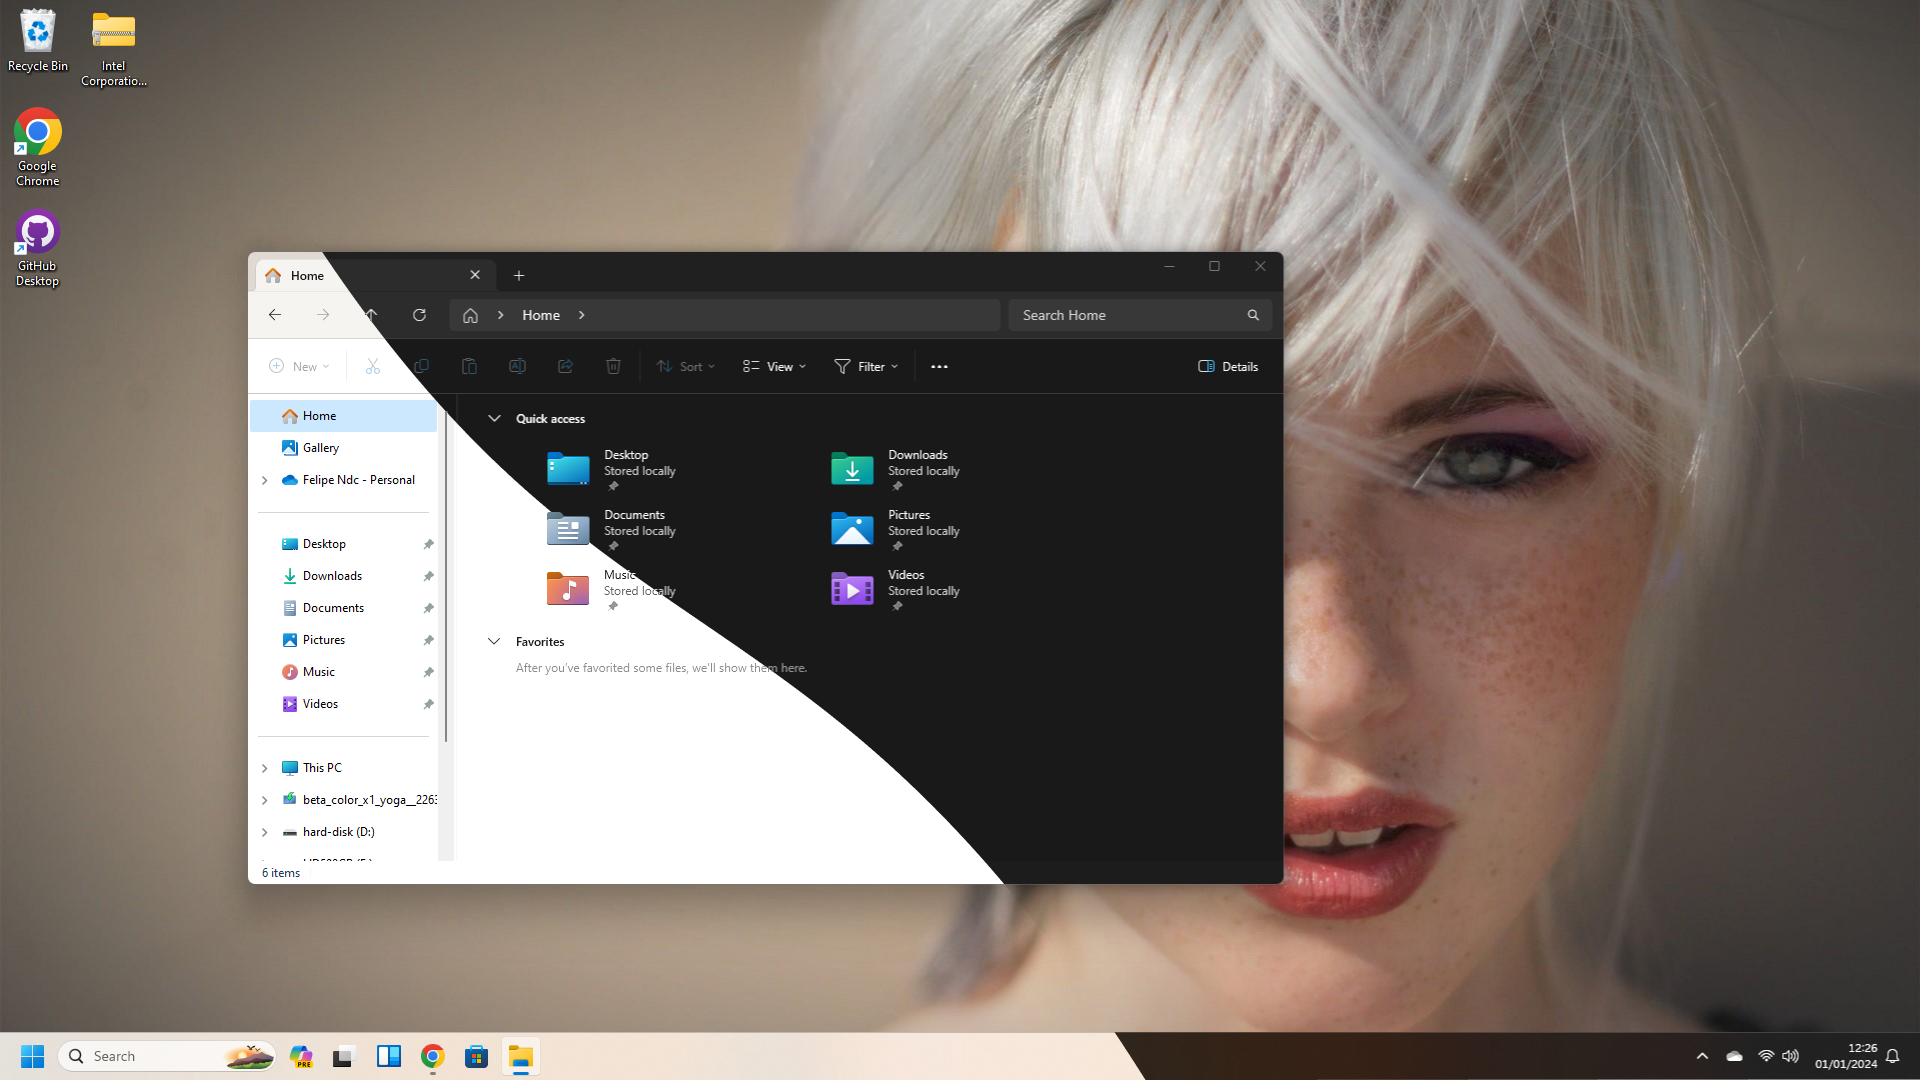 Recycle Bin
Intel
Corporatio...
Google
Chrome
GitHub
Desktop
Home
Home
Search Home
New
Sort
View
Filter
Details
Home
Gallery
Felipe Ndc - Personal
Desktop
Downloads
Documents
Pictures
Music
Videos
This PC
beta_color_x1_yoga__2263
hard-disk (D:)
6 items
Quick access
Desktop
Stored locally
Downloads
Stored locally
Documents
Stored locally
Pictures
Stored locally
Music
Stored locally
Videos
Stored locally
Favorites
After you've favorited some files, we'll show them here.
Search
PRE
12:26
01/01/2024